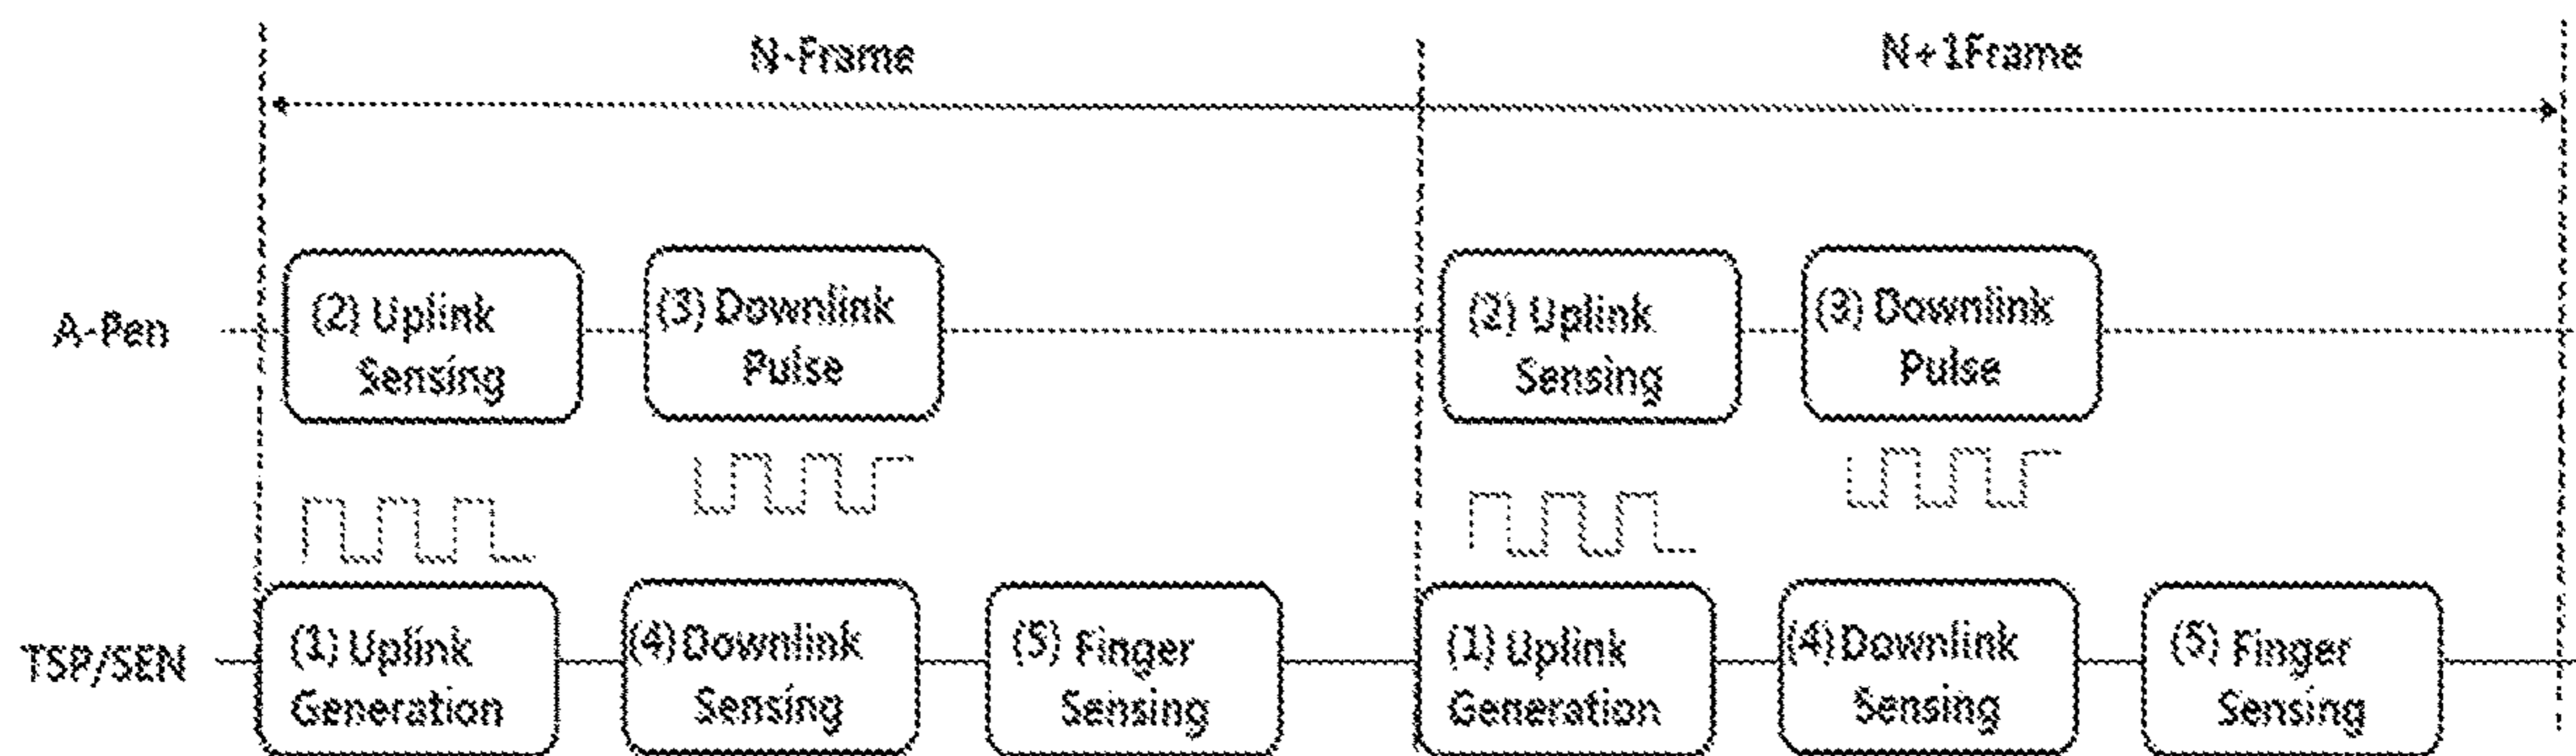 N-Frame
N+1Frame
A-Pen
(2) Uplink
Sensing
(3) Downlink
Pulse
(2) Uplink
Sensing
(3) Downlink
Pulse
TSP/SEN
(1) Uplink
Generation
(4) Downlink
Sensing
(5) Finger
Sensing
(1) Uplink
Generation
(4) Downlink
Sensing
(5) Finger
Sensing